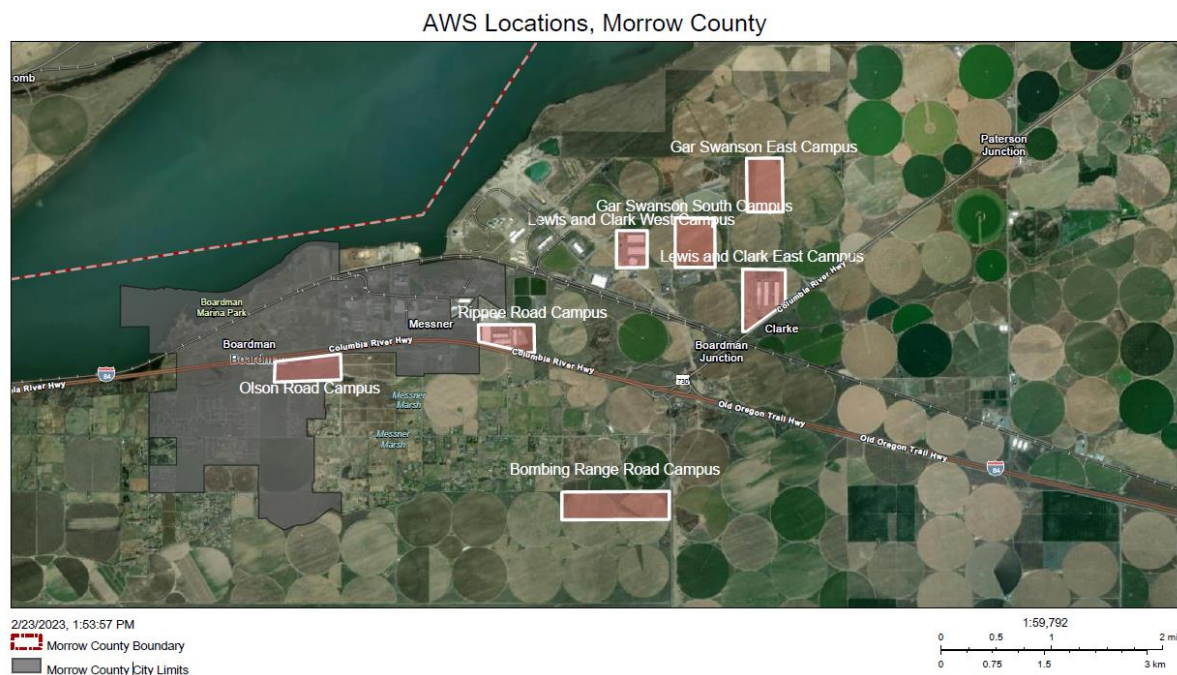 AWS Locations, Morrow County
comb
Paterson
Junction
Gar Swanson East Campus
Gar Swanson South Campus
Lewis and Clark West Campus
Lewis and Clark East Campus
Columbia River Hwy
Boardman
Marina Park
Rippee Road Campus
Messner
Clarke
Boardman
Junction
Boardman
Boardman
Columbia River Hwy
Columbia River Hwy
Olson Road Campus
84
bia River Hwy
730
Messner
Marsh
Old Oregon Trail Hwy
Messner
Marsh
Old Oregon Trail Hwy
84
Bombing Range Road Campus
2/23/2023, 1:53:57 PM
Morrow County Boundary
Morrow County City Limits
1:59,792
0 0.5 1 2 mi
0 0.75 1.5 3 km